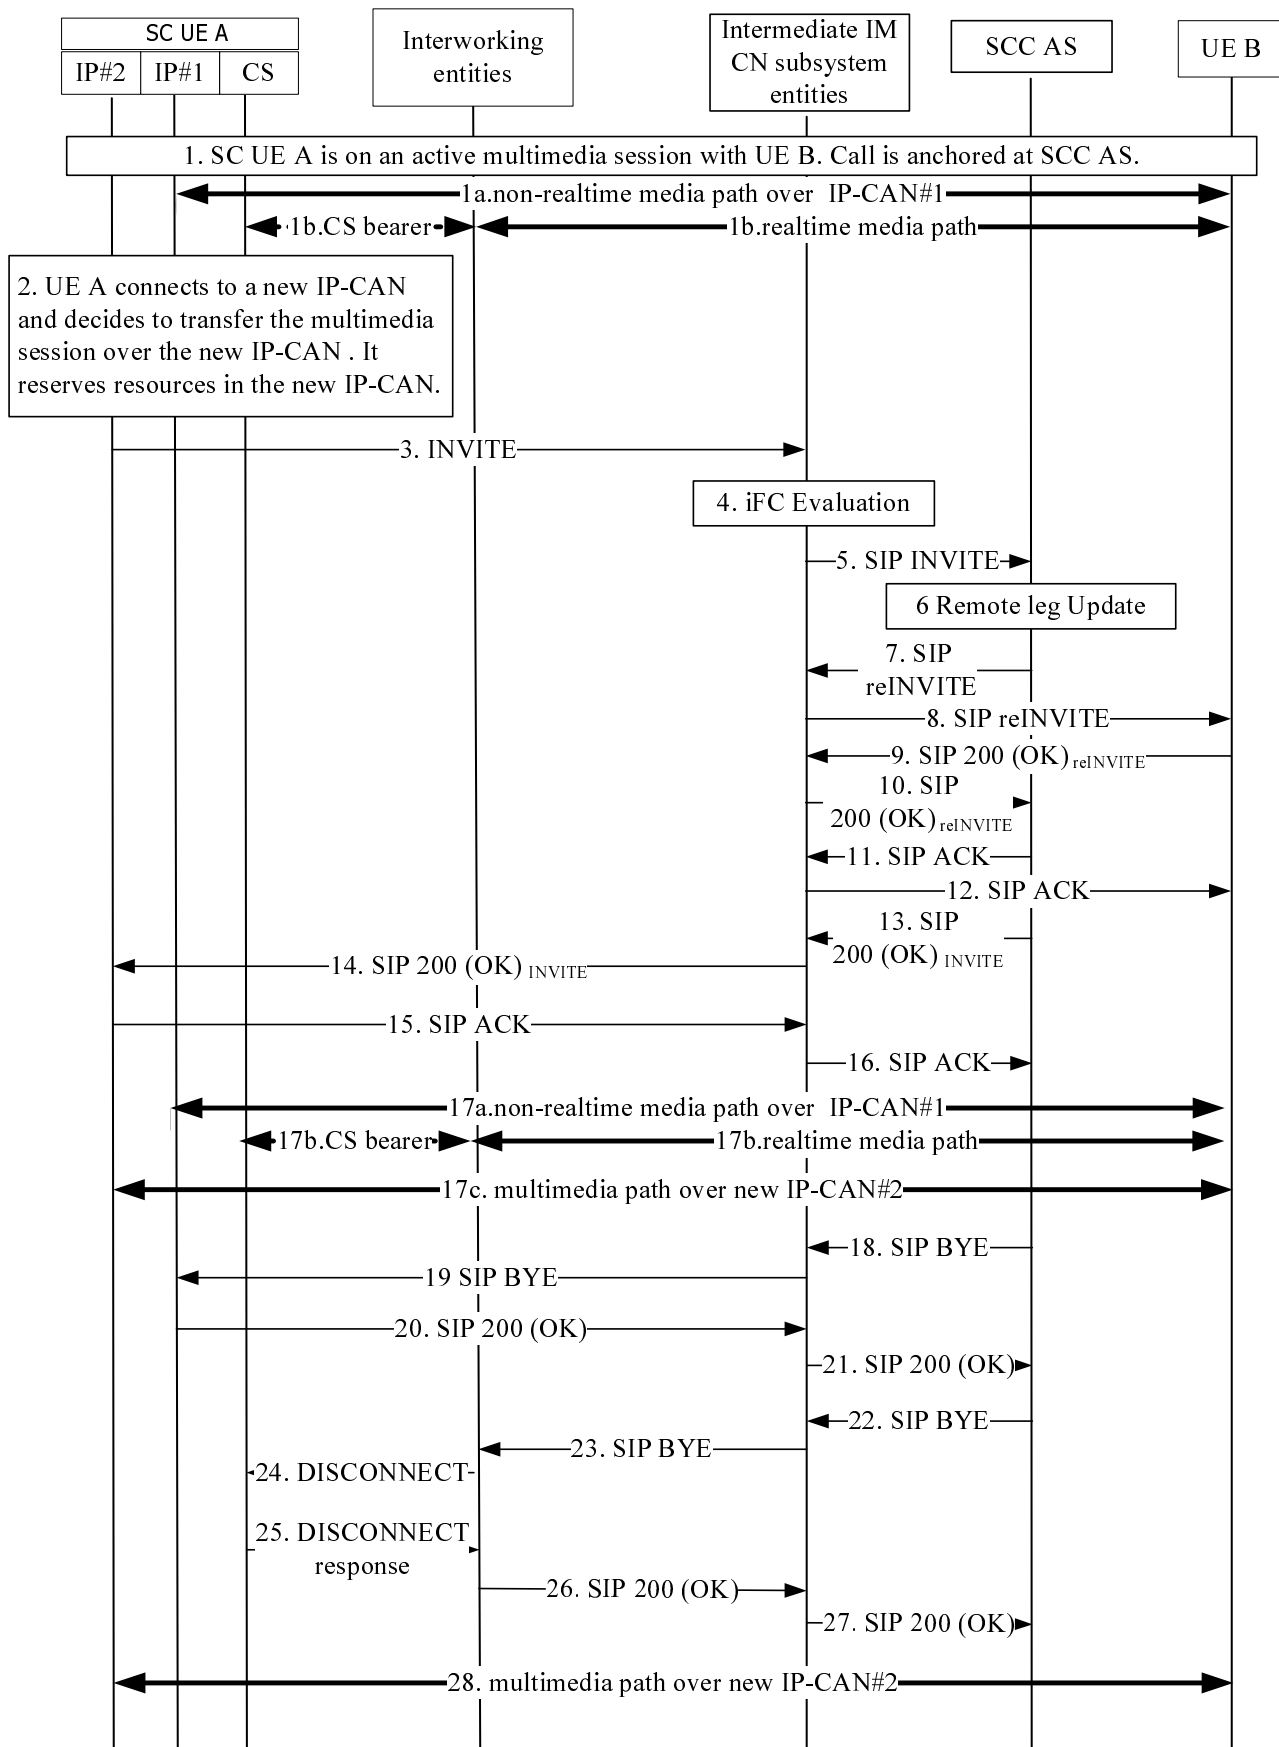 SC UE A
IP#2
IP#1
CS
Interworking
entities
Intermediate IM
CN subsystem
entities
SCC AS
UE B
1. SC UE A is on an active multimedia session with UE B. Call is anchored at SCC AS.
1a.non-realtime media path over IP-CAN#1
1b.CS bearer
1b.realtime media path
2. UE A connects to a new IP-CAN
and decides to transfer the multimedia
session over the new IP-CAN . It
reserves resources in the new IP-CAN.
3. INVITE
4. iFC Evaluation
5. SIP INVITE
6 Remote leg Update
7. SIP
reINVITE
8. SIP reINVITE
9. SIP 200 (OK) reINVITE
10. SIP
200 (OK) reINVITE
11. SIP ACK
12. SIP ACK
13. SIP
200 (OK) INVITE
14. SIP 200 (OK) INVITE
15. SIP ACK
16. SIP ACK
17a.non-realtime media path over IP-CAN#1
17b.CS bearer
17b.realtime media path
17c. multimedia path over new IP-CAN#2
18. SIP BYE
19 SIP BYE
20. SIP 200 (OK)
21. SIP 200 (OK)
22. SIP BYE
23. SIP BYE
24. DISCONNECT
25. DISCONNECT
response
26. SIP 200 (OK)
27. SIP 200 (OK)
28. multimedia path over new IP-CAN#2